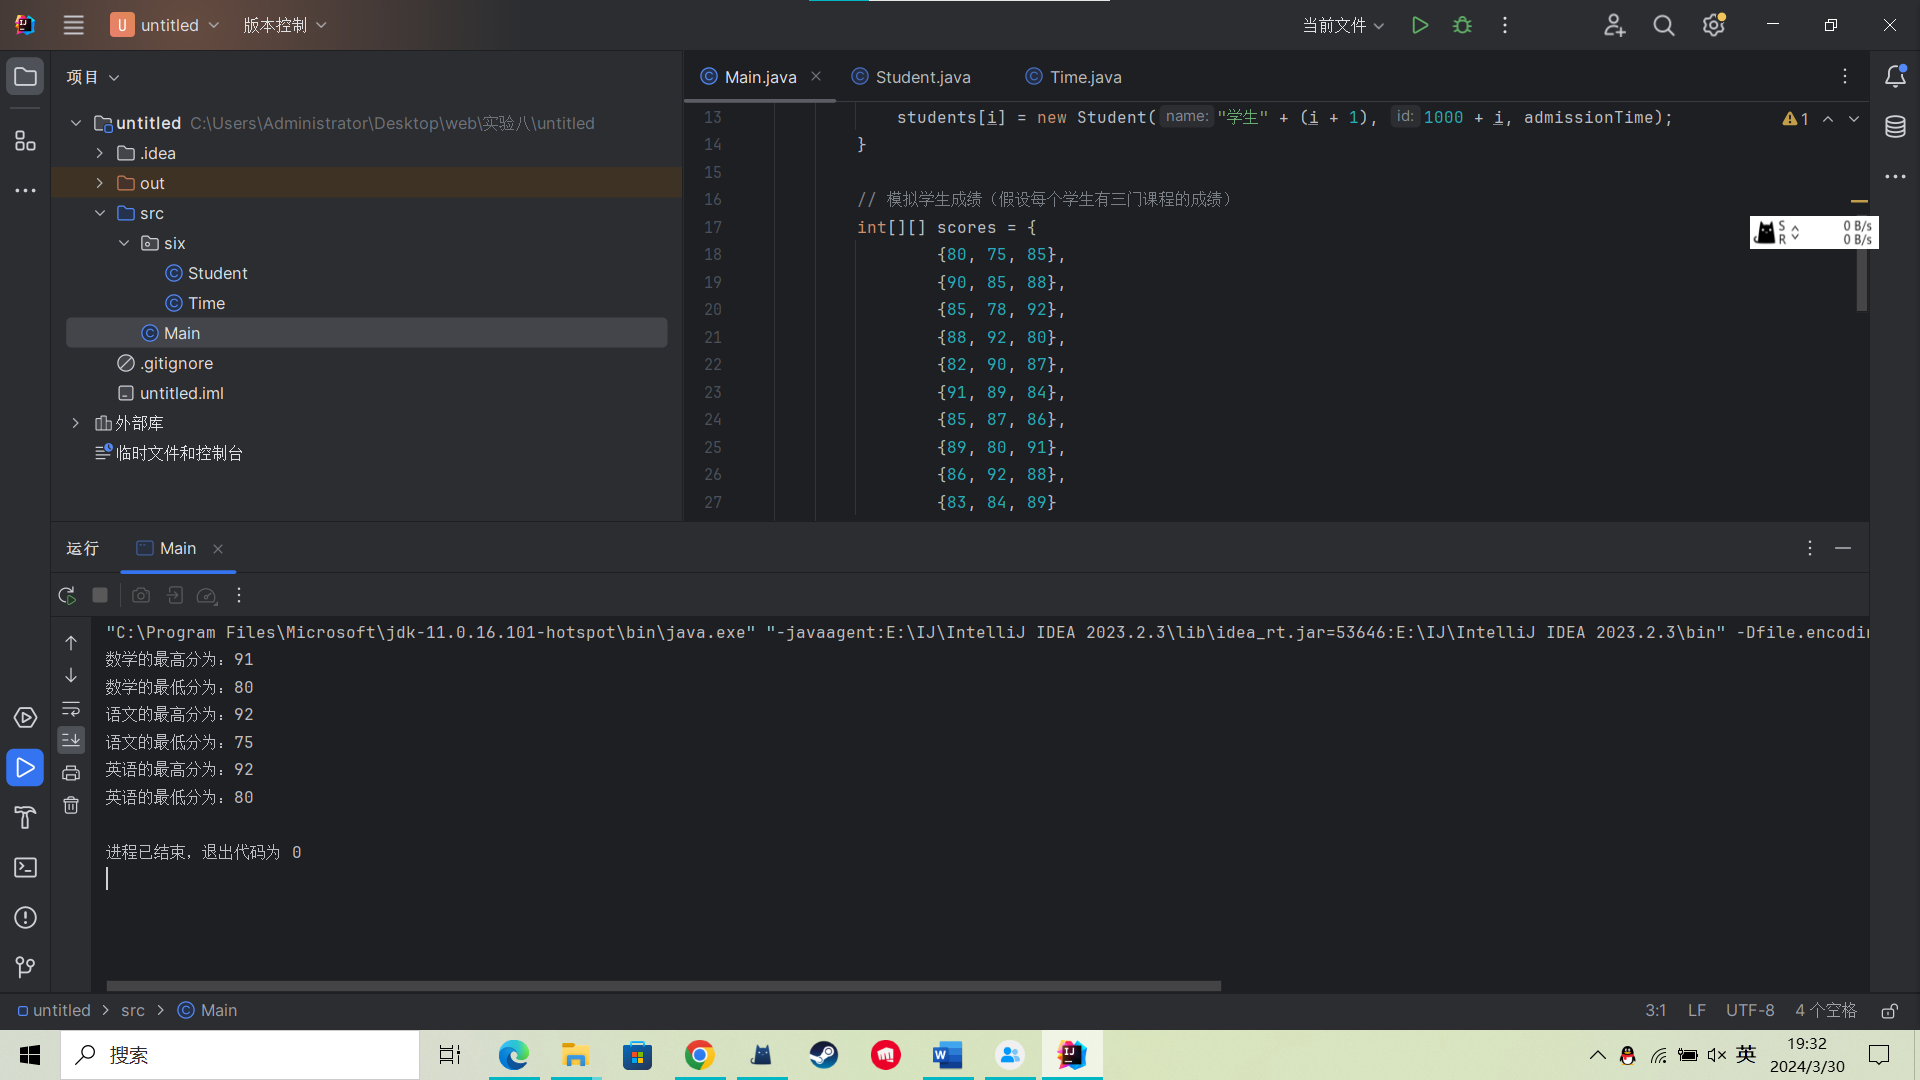 U untitled 版本控制 当前文件
项目
untitled C:\Users\Administrator\Desktop\web\实验八\untitled
.idea
out
src
six
Student
Time
Main
.gitignore
untitled.iml
外部库
临时文件和控制台
Main.java Student.java Time.java
13 students[i] = new Student( name: "学生" + (i + 1), id: 1000 + i, admissionTime); 1
14 }
15
16 // 模拟学生成绩（假设每个学生有三门课程的成绩）
17 int[][] scores = {
18 {80, 75, 85},
19 {90, 85, 88},
20 {85, 78, 92},
21 {88, 92, 80},
22 {82, 90, 87},
23 {91, 89, 84},
24 {85, 87, 86},
25 {89, 80, 91},
26 {86, 92, 88},
27 {83, 84, 89}
S 0 B/s
R 0 B/s
运行 Main
"C:\Program Files\Microsoft\jdk-11.0.16.101-hotspot\bin\java.exe" "-javaagent:E:\IJ\IntelliJ IDEA 2023.2.3\lib\idea_rt.jar=53646:E:\IJ\IntelliJ IDEA 2023.2.3\bin" -Dfile.encodin
数学的最高分为：91
数学的最低分为：80
语文的最高分为：92
语文的最低分为：75
英语的最高分为：92
英语的最低分为：80
进程已结束，退出代码为 0
untitled src Main 3:1 LF UTF-8 4 个空格
搜索 英 19:32
2024/3/30